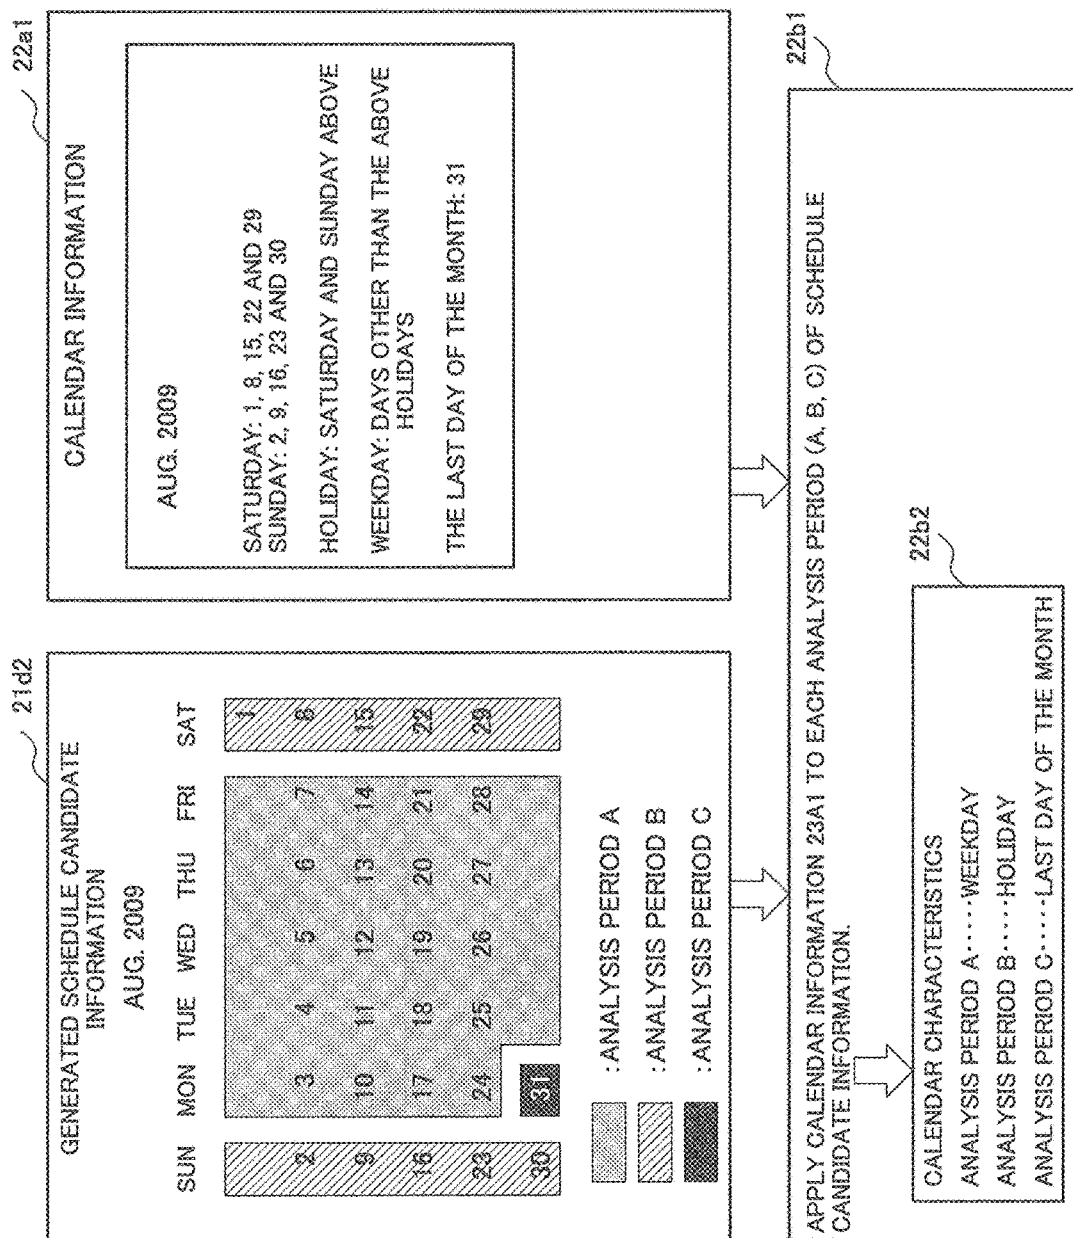 21d2
GENERATED SCHEDULE CANDIDATE
INFORMATION
AUG. 2009
SUN MON TUE WED THU FRI SAT
1
2 3 4 5 6 7 8
9 10 11 12 13 14 15
16 17 18 19 20 21 22
23 24 25 26 27 28 29
30 31
: ANALYSIS PERIOD A
: ANALYSIS PERIOD B
: ANALYSIS PERIOD C
22a1
CALENDAR INFORMATION
AUG. 2009
SATURDAY: 1, 8, 15, 22 AND 29
SUNDAY: 2, 9, 16, 23 AND 30
HOLIDAY: SATURDAY AND SUNDAY ABOVE
WEEKDAY: DAYS OTHER THAN THE ABOVE
HOLIDAYS
THE LAST DAY OF THE MONTH: 31
22b1
APPLY CALENDAR INFORMATION 23A1 TO EACH ANALYSIS PERIOD (A, B, C) OF SCHEDULE
CANDIDATE INFORMATION.
22b2
CALENDAR CHARACTERISTICS
ANALYSIS PERIOD A·····WEEKDAY
ANALYSIS PERIOD B·····HOLIDAY
ANALYSIS PERIOD C·····LAST DAY OF THE MONTH